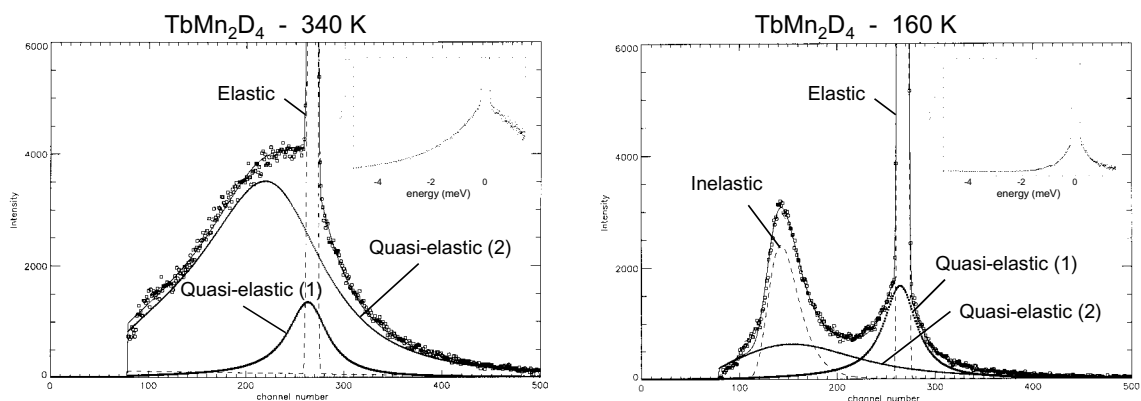 TbMn₂D₄ - 340 K
6000
Elastic
4000
-4
-2
0
energy (meV)
Intensity
Quasi-elastic (2)
2000
Quasi-elastic (1)
0
0
100
200
300
400
500
channel number
TbMn₂D₄ - 160 K
6000
Elastic
4000
-4
-2
0
energy (meV)
Inelastic
Intensity
Quasi-elastic (1)
2000
Quasi-elastic (2)
0
0
100
200
300
400
500
channel number